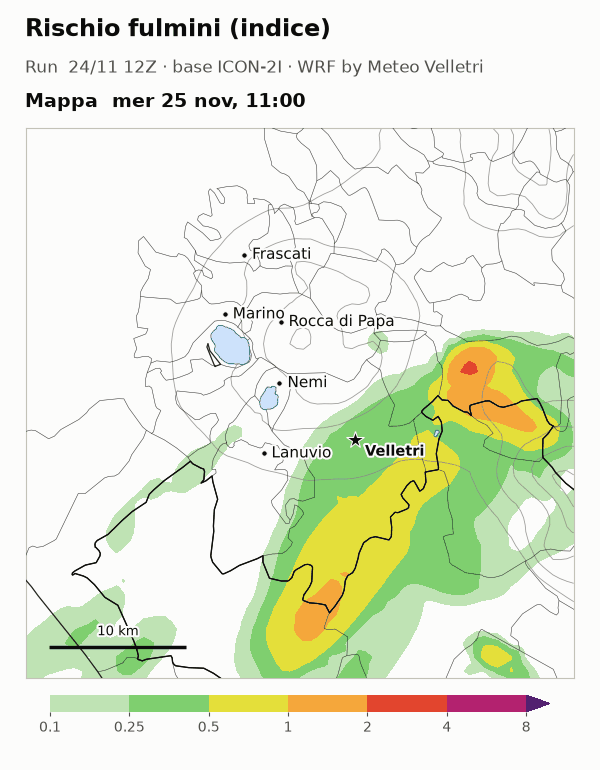 Rischio fulmini (indice)
Run  24/11 12Z · base ICON-2I · WRF by Meteo Velletri
Mappa  mer 25 nov, 11:00
Frascati
Marino
Rocca di Papa
Nemi
Velletri
Lanuvio
10 km
0.1 0.25 0.5 1 2 4 8